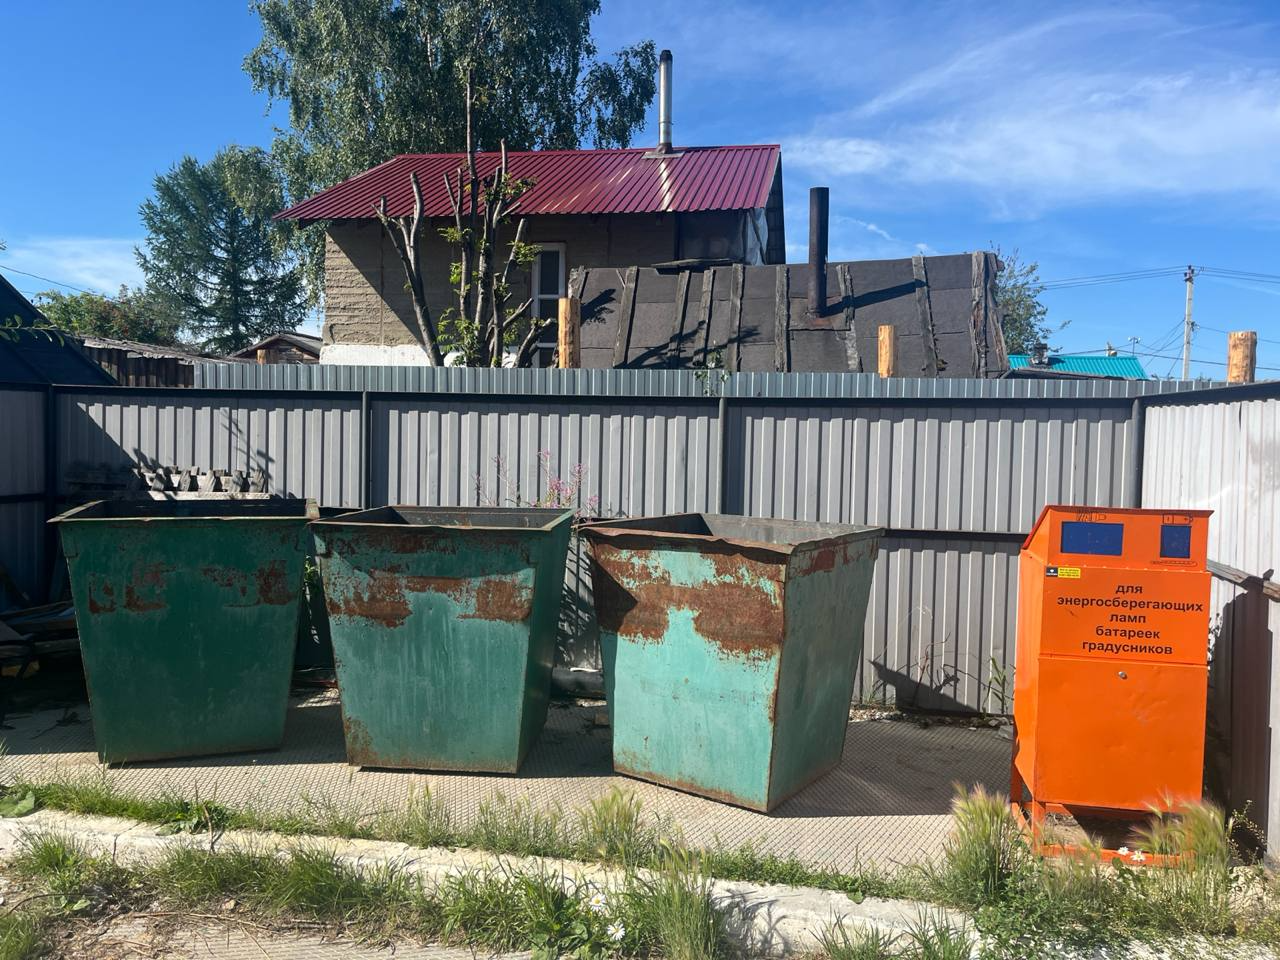 для
энергосберегающих
ламп
батареек
градусников